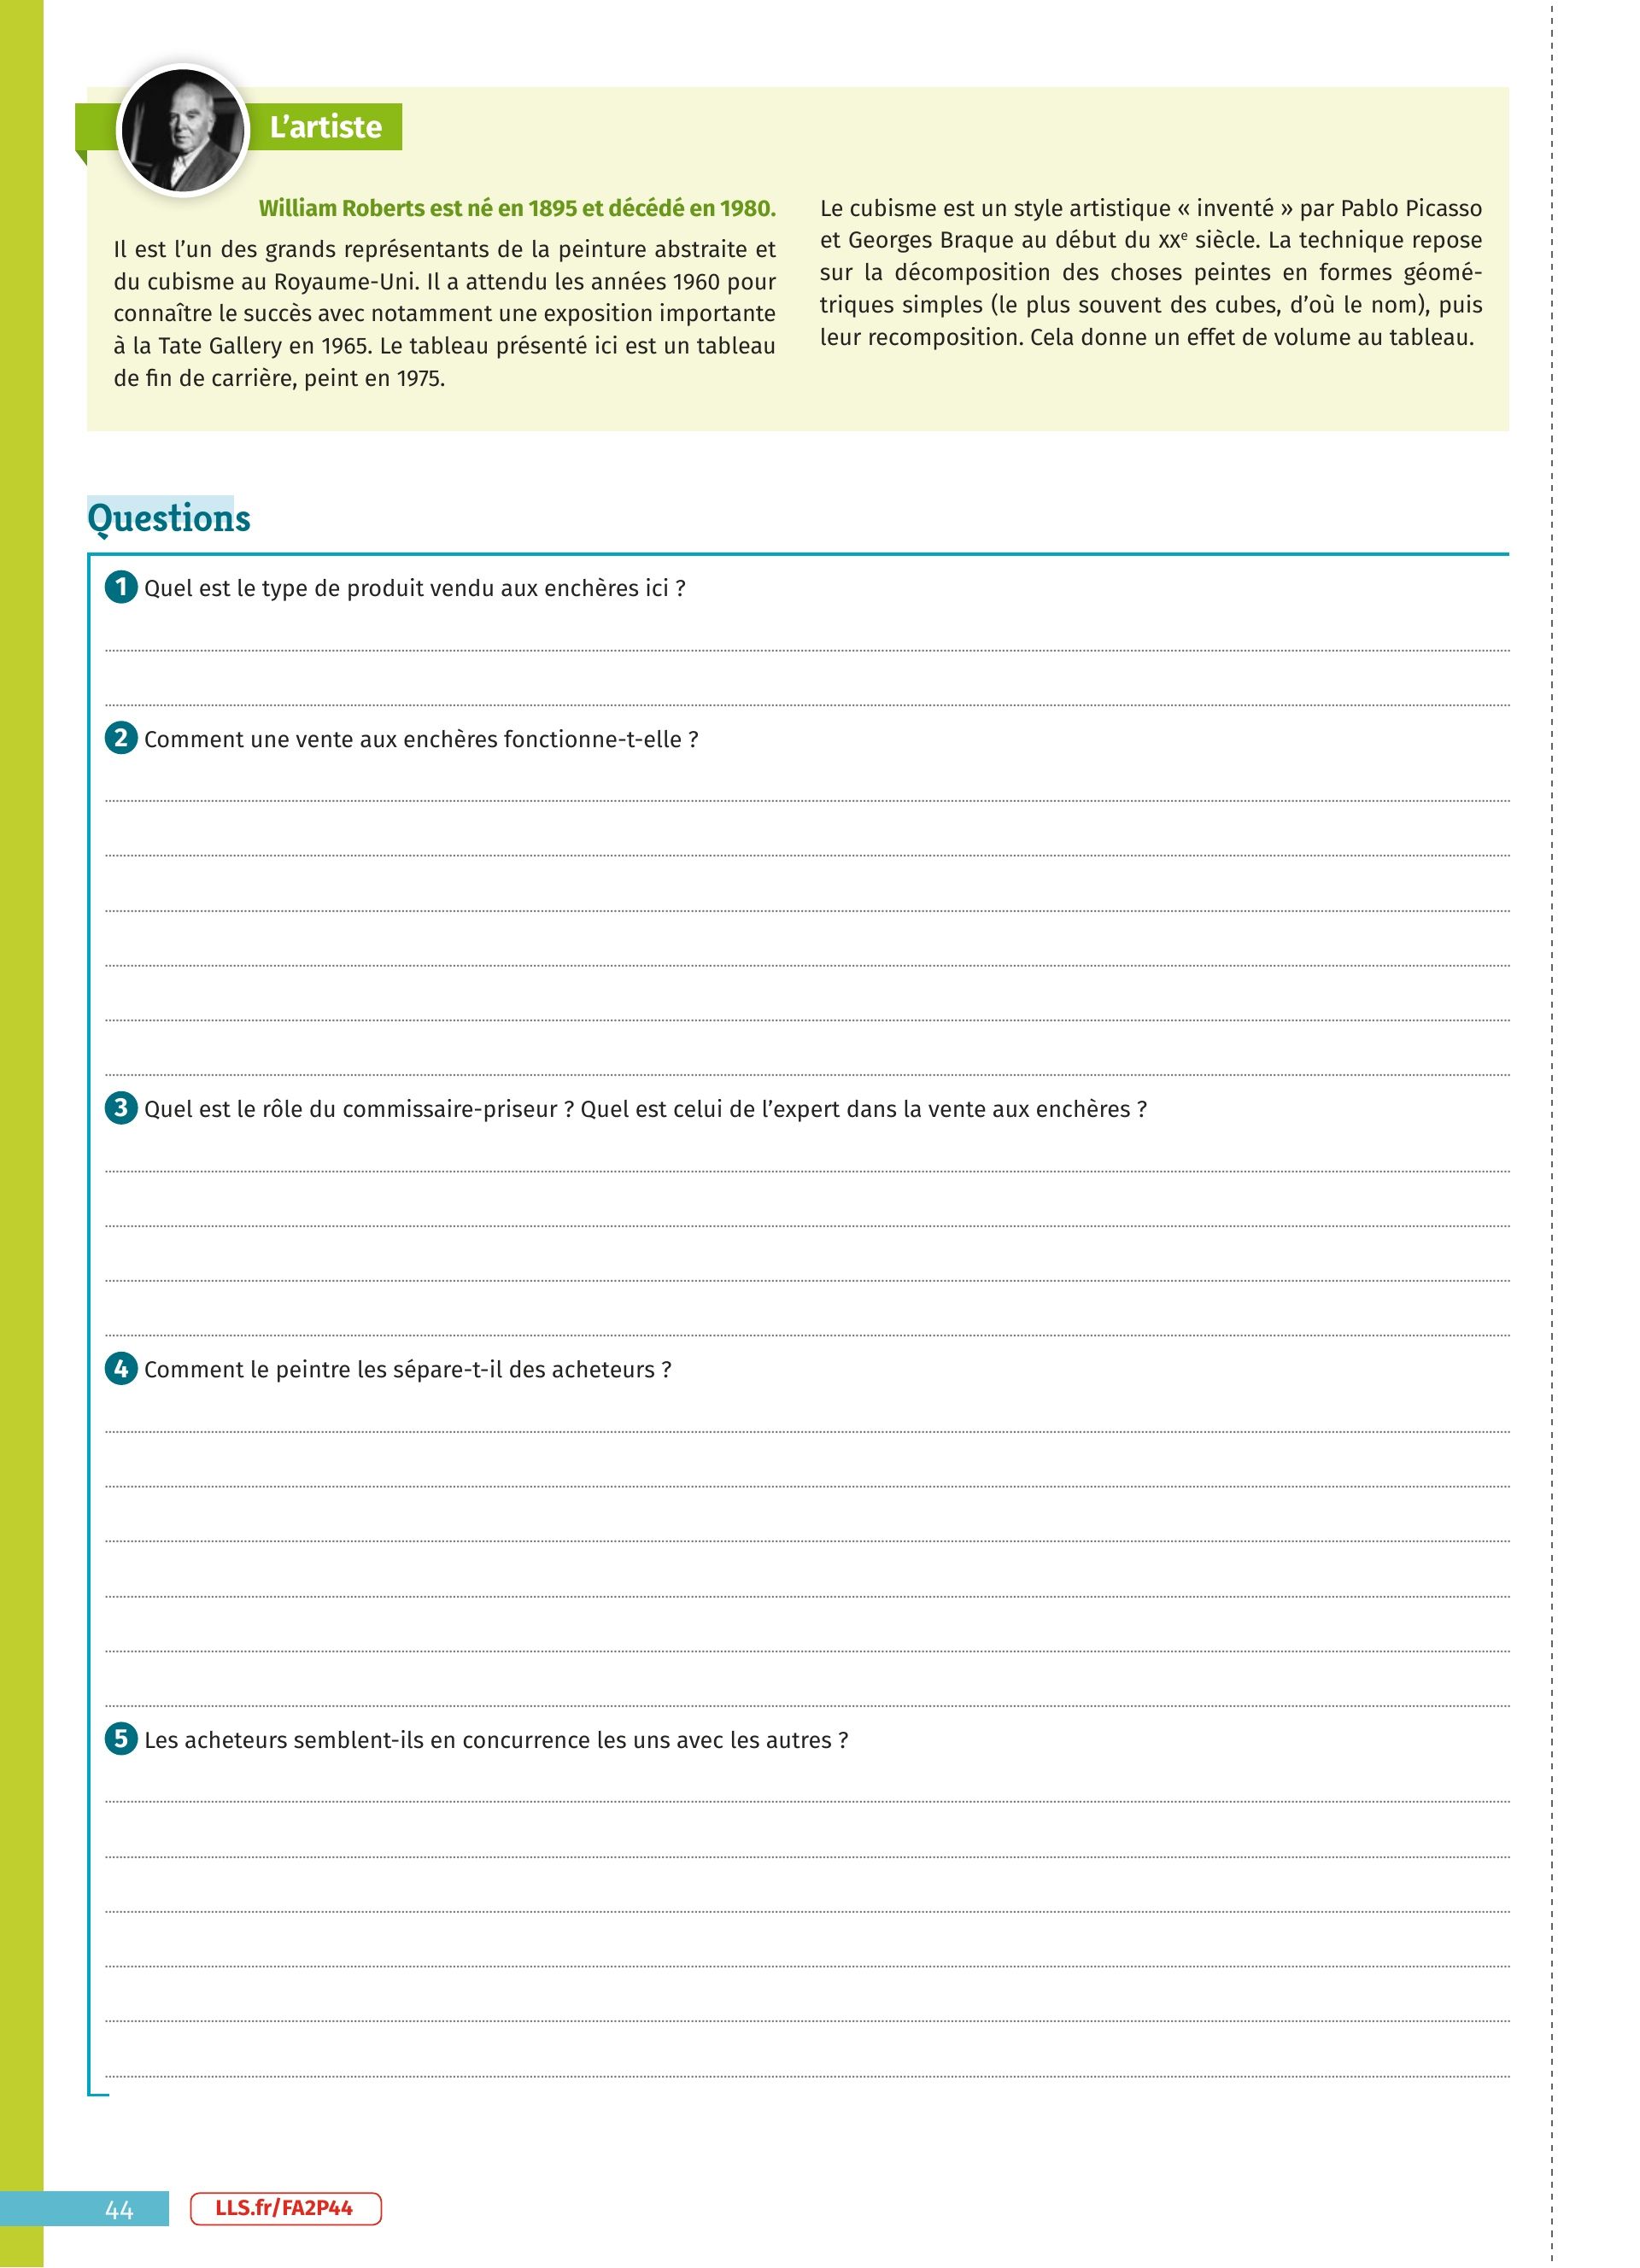 L’artiste
William Roberts est né en 1895 et décédé en 1980.
Il est l’un des grands représentants de la peinture abstraite et
du cubisme au Royaume-Uni. Il a attendu les années 1960 pour
connaître le succès avec notamment une exposition importante
à la Tate Gallery en 1965. Le tableau présenté ici est un tableau
de fin de carrière, peint en 1975.
Le cubisme est un style artistique « inventé » par Pablo Picasso
et Georges Braque au début du XXe siècle. La technique repose
sur la décomposition des choses peintes en formes géomé-
triques simples (le plus souvent des cubes, d’où le nom), puis
leur recomposition. Cela donne un effet de volume au tableau.
Questions
1 Quel est le type de produit vendu aux enchères ici ?
2 Comment une vente aux enchères fonctionne-t-elle ?
3 Quel est le rôle du commissaire-priseur ? Quel est celui de l’expert dans la vente aux enchères ?
4 Comment le peintre les sépare-t-il des acheteurs ?
5 Les acheteurs semblent-ils en concurrence les uns avec les autres ?
44
LLS.fr/FA2P44